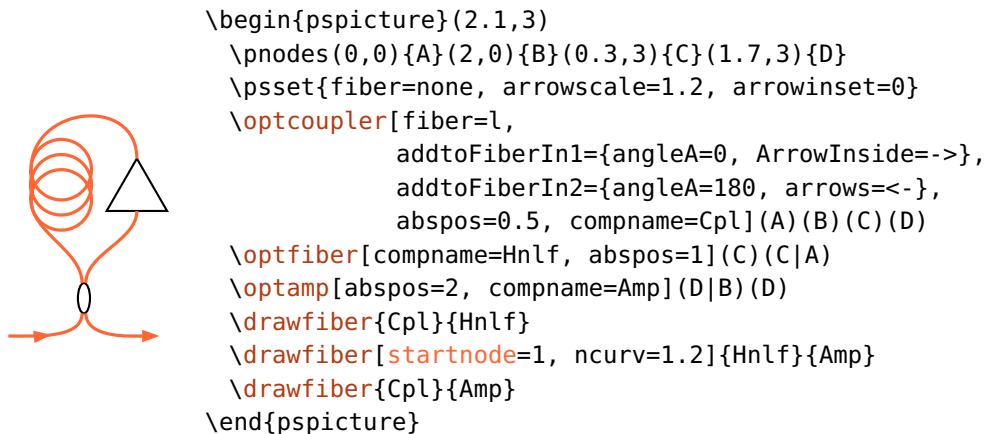 \begin{pspicture}(2.1,3)
  \pnodes(0,0){A}(2,0){B}(0.3,3){C}(1.7,3){D}
  \psset{fiber=none, arrowscale=1.2, arrowinset=0}
  \optcoupler[fiber=l,
              addtoFiberIn1={angleA=0, ArrowInside=->},
              addtoFiberIn2={angleA=180, arrows=<-},
              abspos=0.5, compname=Cpl](A)(B)(C)(D)
  \optfiber[compname=Hnlf, abspos=1](C)(C|A)
  \optamp[abspos=2, compname=Amp](D|B)(D)
  \drawfiber{Cpl}{Hnlf}
  \drawfiber[startnode=1, ncurv=1.2]{Hnlf}{Amp}
  \drawfiber{Cpl}{Amp}
\end{pspicture}